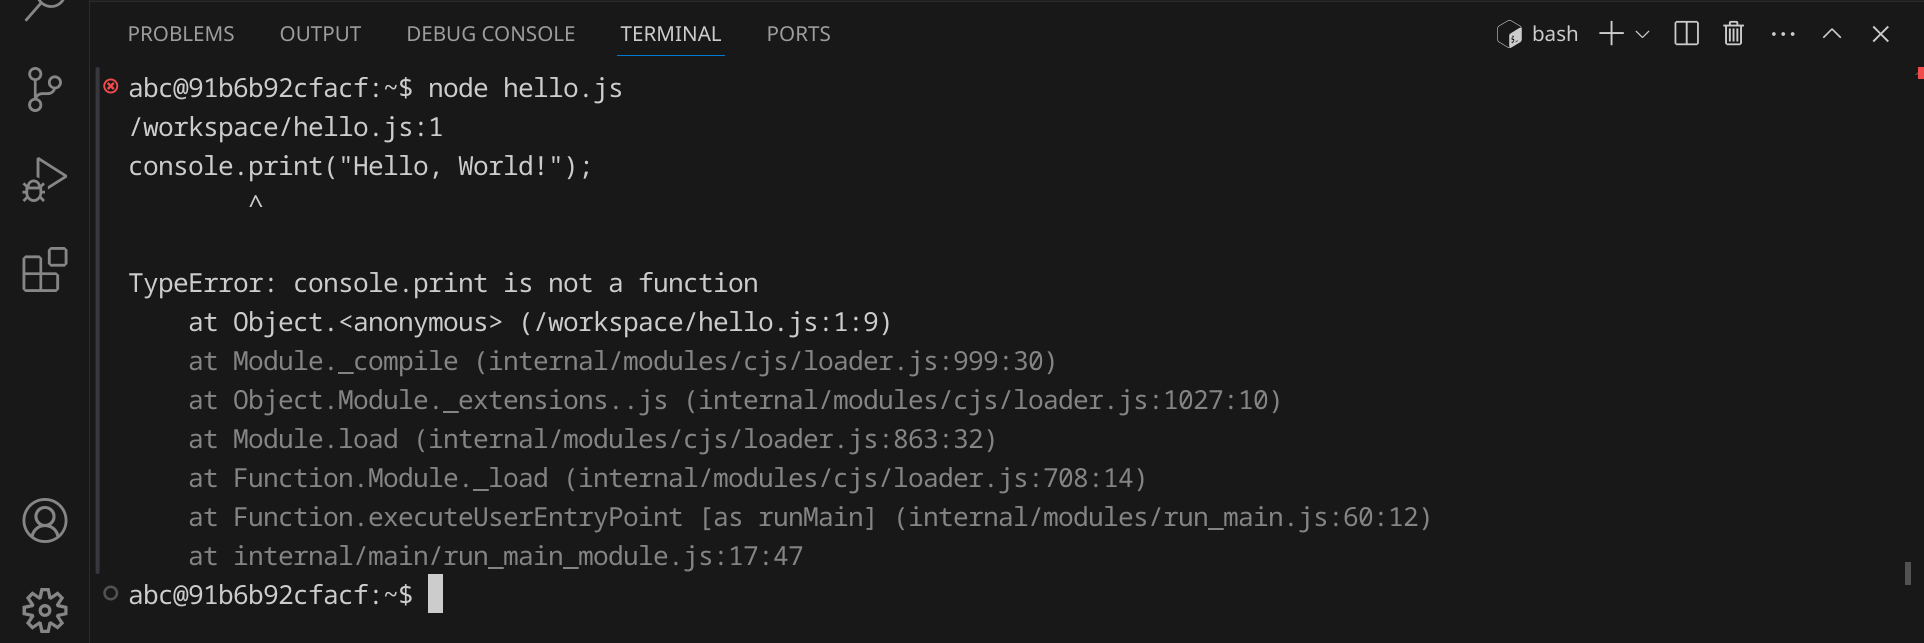 PROBLEMS OUTPUT DEBUG CONSOLE TERMINAL PORTS bash
abc@91b6b92cfacf:~$ node hello.js
/workspace/hello.js:1
console.print("Hello, World!");
        ^
TypeError: console.print is not a function
    at Object.<anonymous> (/workspace/hello.js:1:9)
    at Module._compile (internal/modules/cjs/loader.js:999:30)
    at Object.Module._extensions..js (internal/modules/cjs/loader.js:1027:10)
    at Module.load (internal/modules/cjs/loader.js:863:32)
    at Function.Module._load (internal/modules/cjs/loader.js:708:14)
    at Function.executeUserEntryPoint [as runMain] (internal/modules/run_main.js:60:12)
    at internal/main/run_main_module.js:17:47
abc@91b6b92cfacf:~$